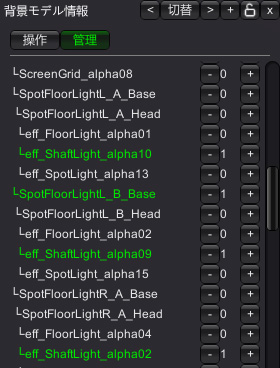 背景モデル情報 < 切替 > + x
操作 管理
└ScreenGrid_alpha08 - 0 +
└SpotFloorLightL_A_Base - 0 +
└SpotFloorLightL_A_Head - 0 +
└eff_FloorLight_alpha01 - 0 +
└eff_ShaftLight_alpha10 - 1 +
└eff_SpotLight_alpha13 - 0 +
└SpotFloorLightL_B_Base - 1 +
└SpotFloorLightL_B_Head - 0 +
└eff_FloorLight_alpha02 - 0 +
└eff_ShaftLight_alpha09 - 1 +
└eff_SpotLight_alpha15 - 0 +
└SpotFloorLightR_A_Base - 0 +
└SpotFloorLightR_A_Head - 0 +
└eff_FloorLight_alpha04 - 0 +
└eff_ShaftLight_alpha02 - 1 +